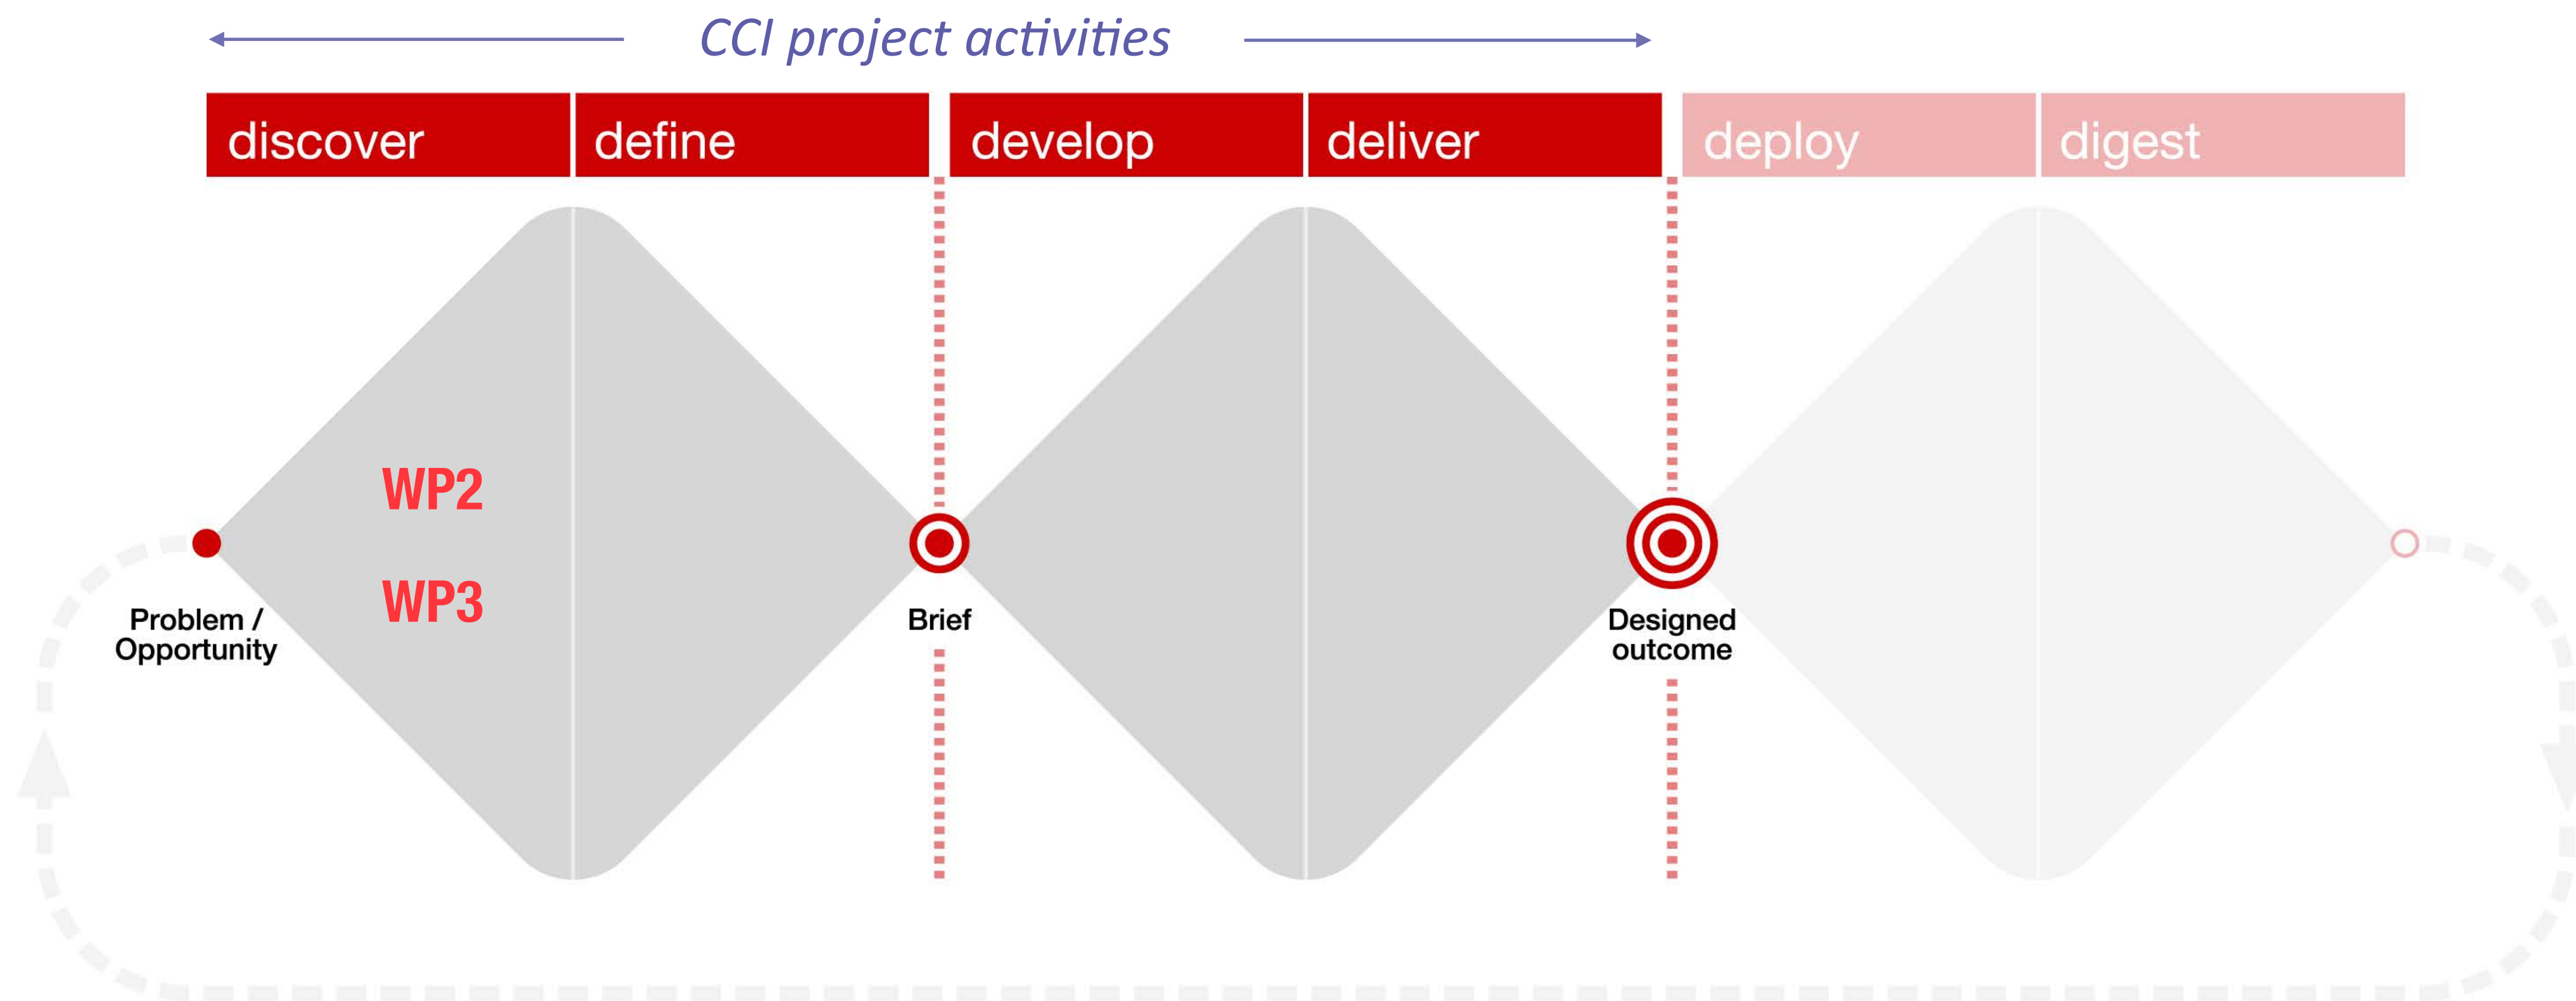 CCI project activities
discover
define
develop
deliver
deploy
digest
WP2
WP3
Problem /
Opportunity
Brief
Designed
outcome